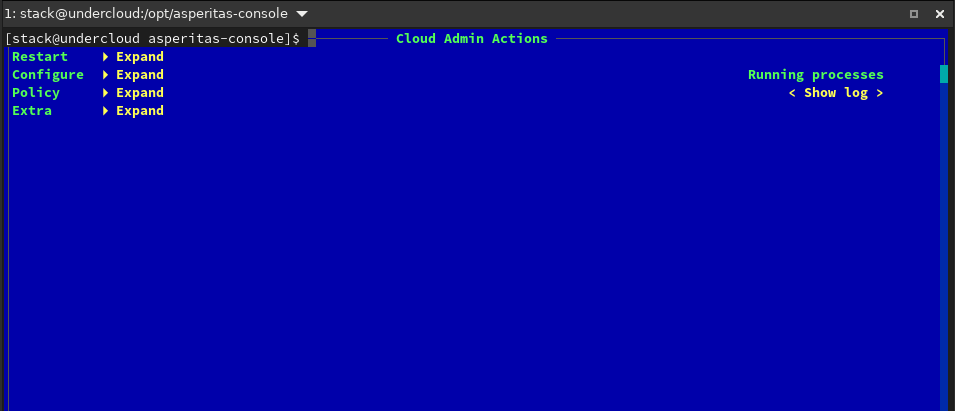 1: stack@undercloud:/opt/asperitas-console
[stack@undercloud asperitas-console]$ Cloud Admin Actions
Restart Expand
Configure Expand Running processes
Policy Expand < Show log >
Extra Expand